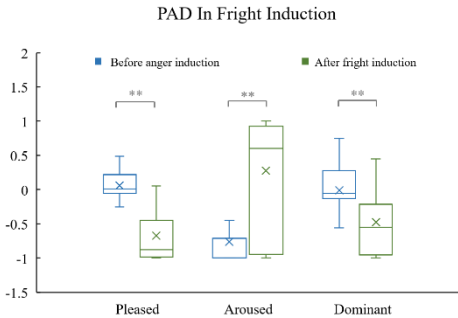 PAD In Fright Induction
Before anger induction
After fright induction
2
1.5
1
0.5
0
-0.5
-1
-1.5
**
**
**
Pleased
Aroused
Dominant